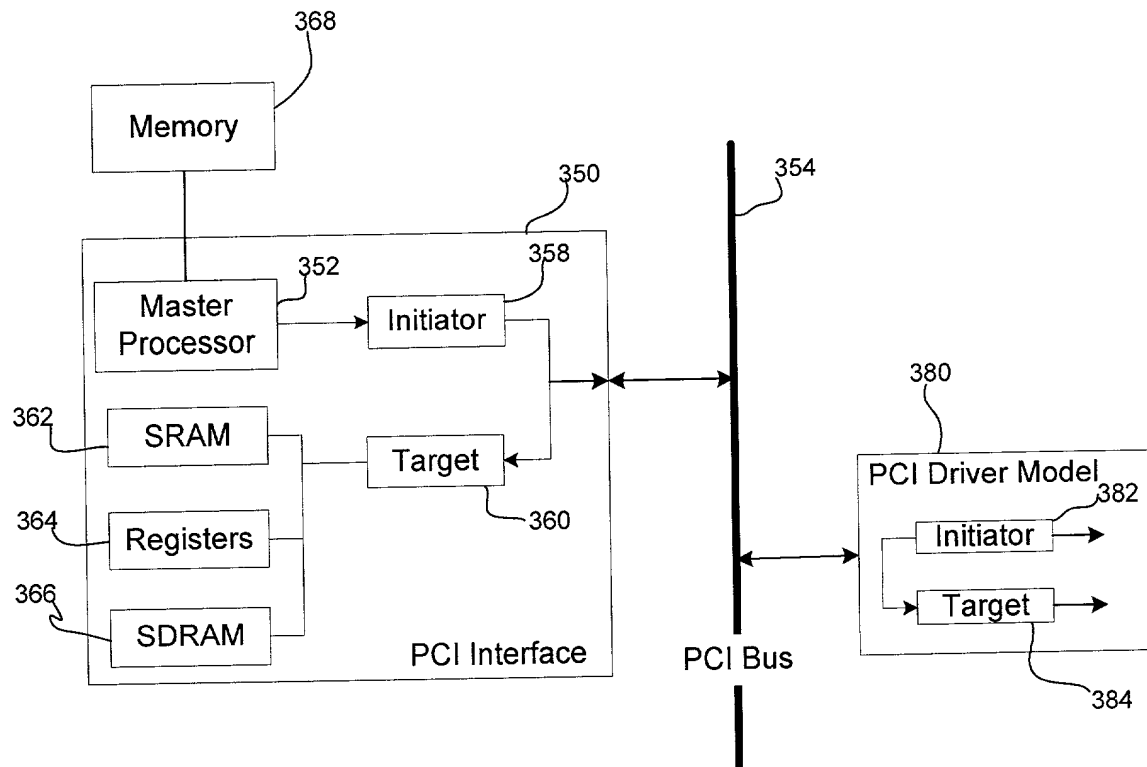 368
Memory
350
354
358
352
Master
Processor
Initiator
380
362
SRAM
Target
PCI Driver Model
382
364
Registers
360
Initiator
366
SDRAM
Target
PCI Interface
PCI Bus
384